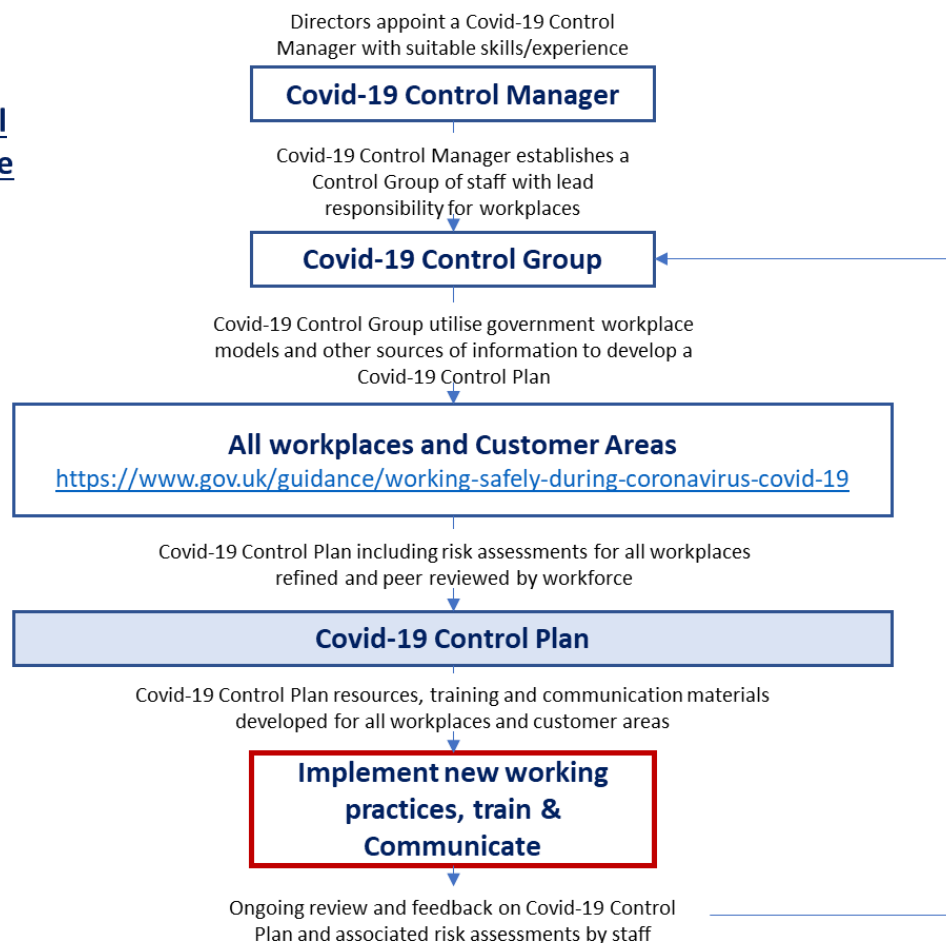 Directors appoint a Covid-19 Control
Manager with suitable skills/experience
Covid-19 Control Manager
Covid-19 Control Manager establishes a
Control Group of staff with lead
responsibility for workplaces
Covid-19 Control Group
Covid-19 Control Group utilise government workplace
models and other sources of information to develop a
Covid-19 Control Plan
All workplaces and Customer Areas
https://www.gov.uk/guidance/working-safely-during-coronavirus-covid-19
Covid-19 Control Plan including risk assessments for all workplaces
refined and peer reviewed by workforce
Covid-19 Control Plan
Covid-19 Control Plan resources, training and communication materials
developed for all workplaces and customer areas
Implement new working
practices, train &
Communicate
Ongoing review and feedback on Covid-19 Control
Plan and associated risk assessments by staff